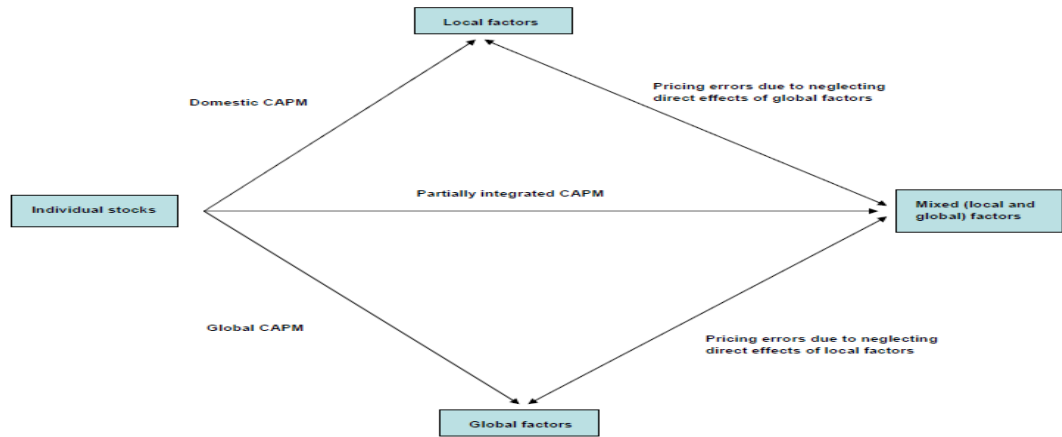 Local factors
Domestic CAPM
Pricing errors due to neglecting
direct effects of global factors
Partially integrated CAPM
Individual stocks
Mixed (local and
global) factors
Global CAPM
Pricing errors due to neglecting
direct effects of local factors
Global factors